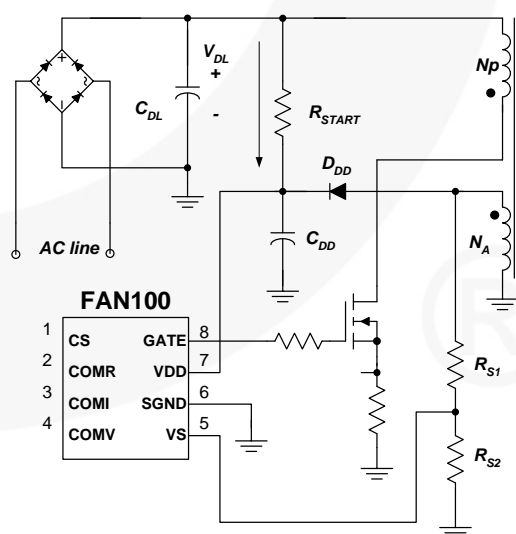 V_DL
+
-
C_DL
R_START
Np
D_DD
C_DD
N_A
AC line
FAN100
1 CS GATE 8
2 COMR VDD 7
3 COMI SGND 6
4 COMV VS 5
R_S1
R_S2
®